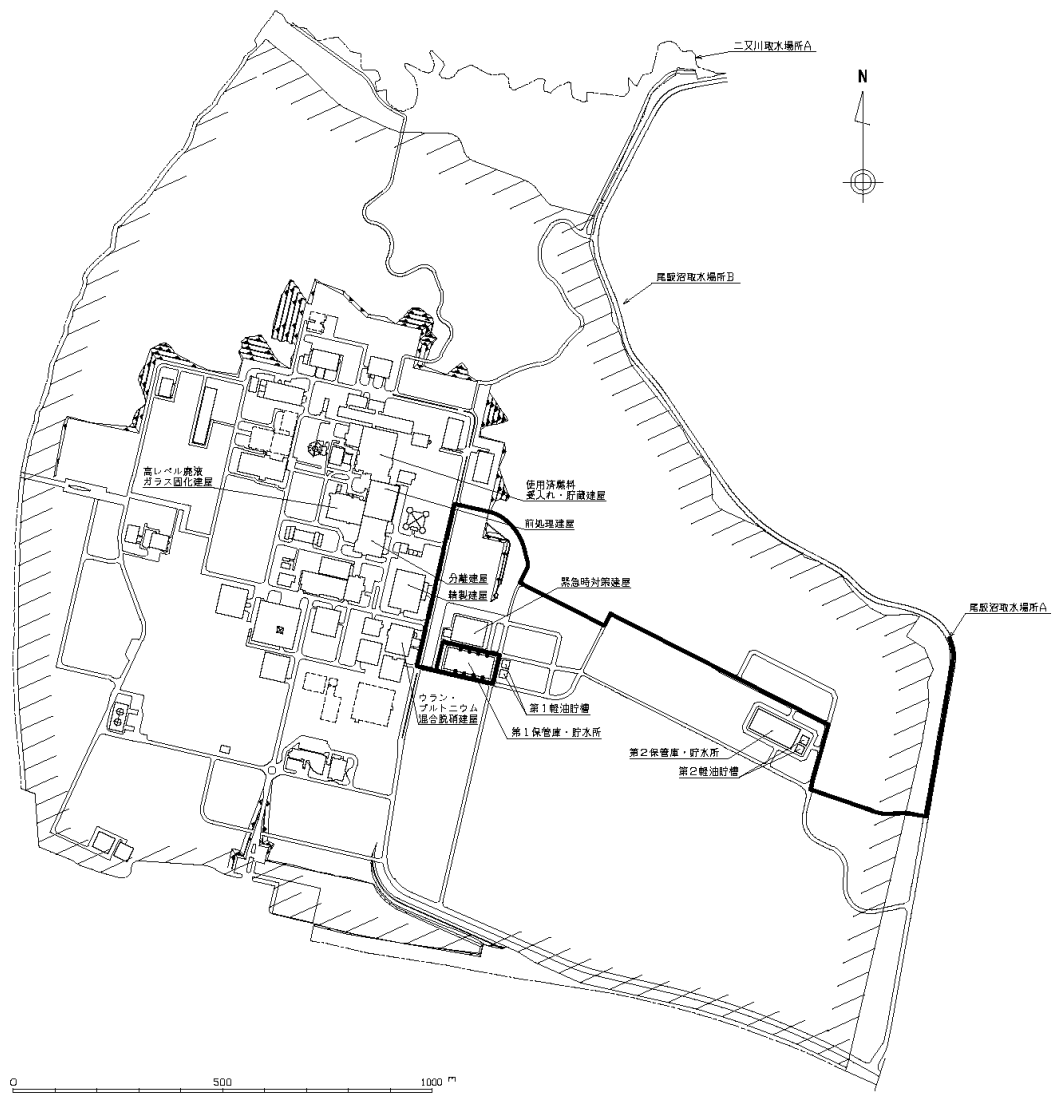 二又川取水場所A
N
尾駮沼取水場所B
高レベル廃液
ガラス固化建屋
使用済燃料
受入れ・貯蔵建屋
前処理建屋
分離建屋
精製建屋
緊急時対策建屋
尾駮沼取水場所A
ウラン・
プルトニウム
混合脱硝建屋
第1軽油貯槽
第1保管庫・貯水所
第2保管庫・貯水所
第2軽油貯槽
0 500 1000 m